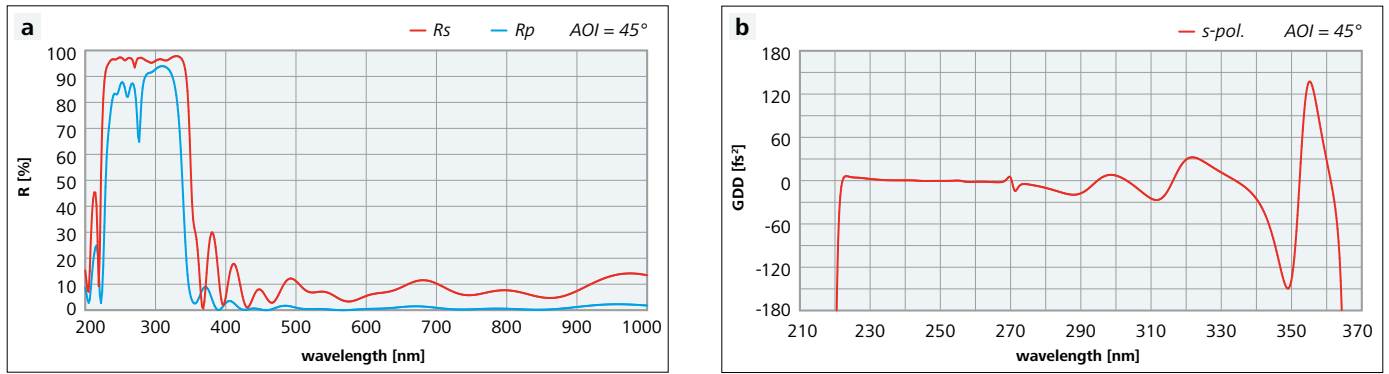 a
Rs Rp AOI = 45°
100
90
80
70
60
50
40
30
20
10
0
R [%]
200 300 400 500 600 700 800 900 1000
wavelength [nm]
b
s-pol. AOI = 45°
180
120
60
0
-60
-120
-180
GDD [fs²]
210 230 250 270 290 310 330 350 370
wavelength [nm]